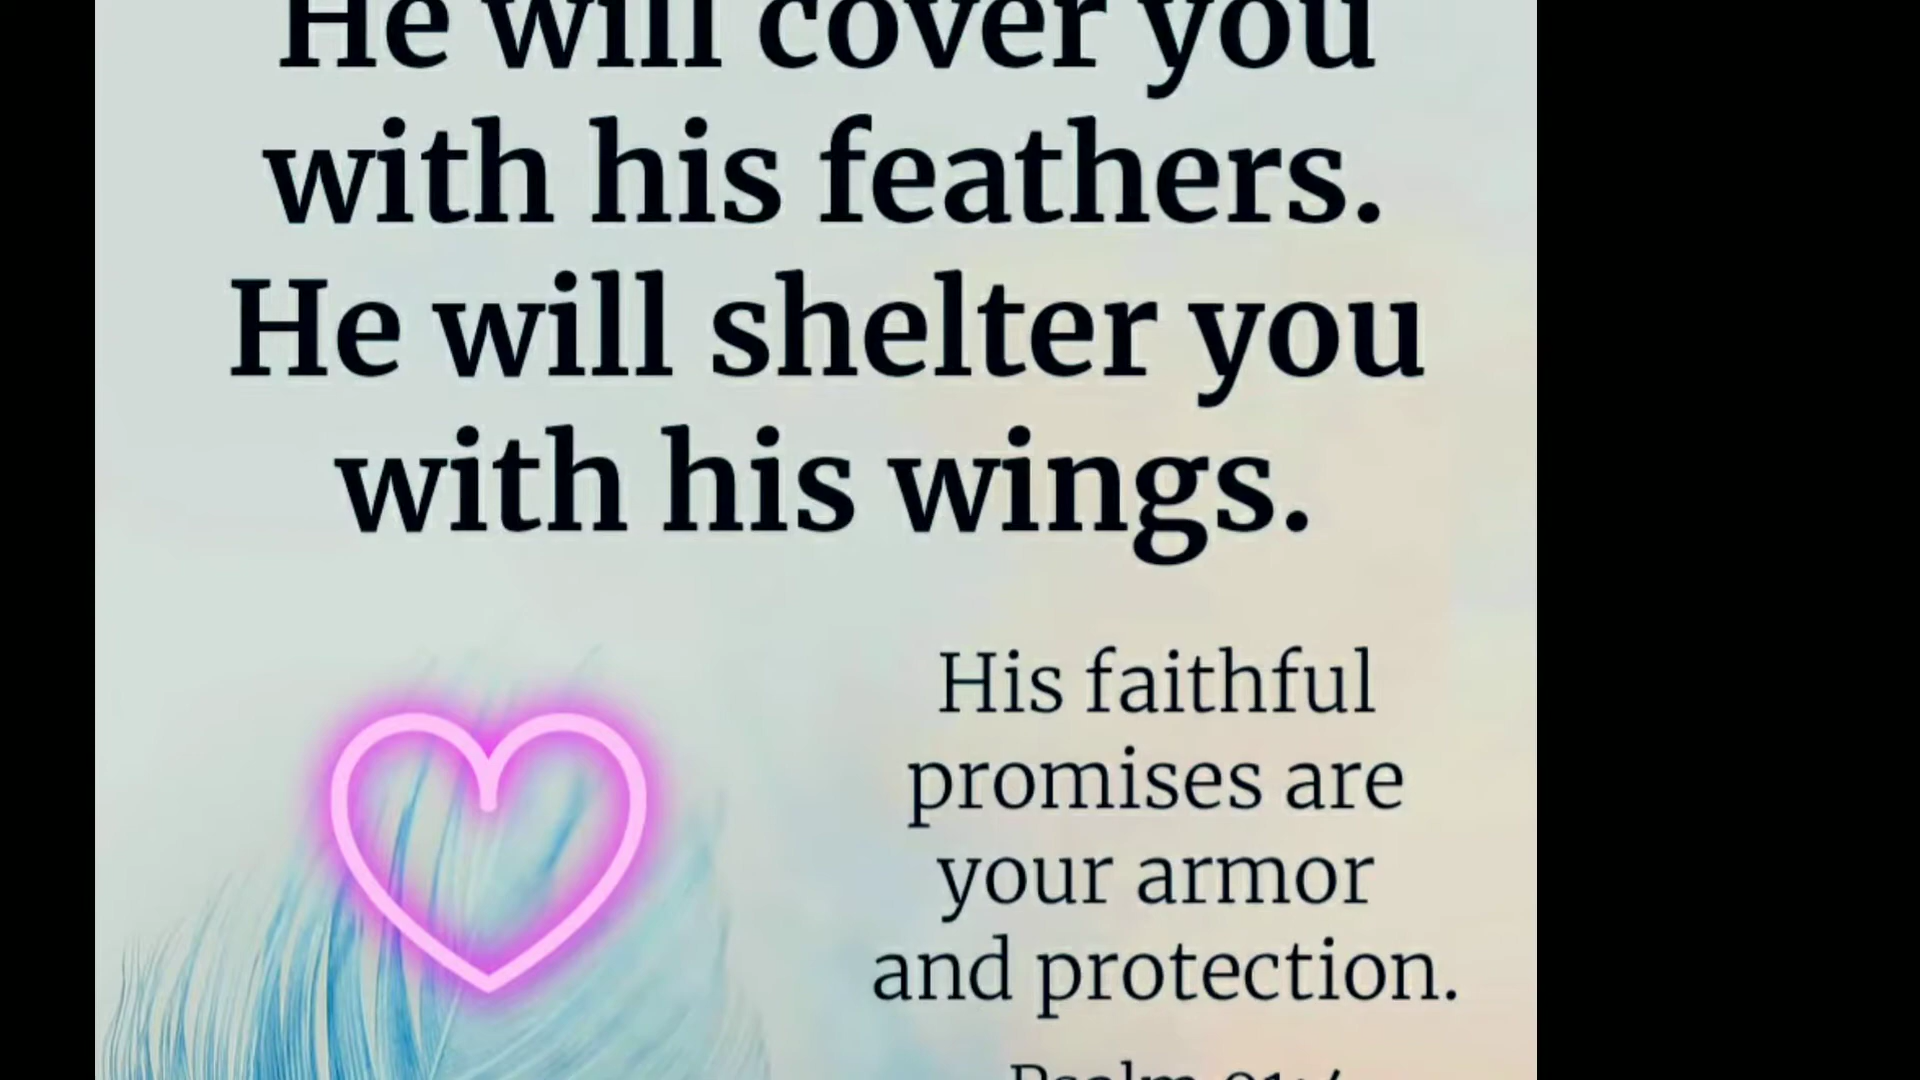 He will cover you
with his feathers.
He will shelter you
with his wings.
His faithful
promises are
your armor
and protection.
Psalm 91:4